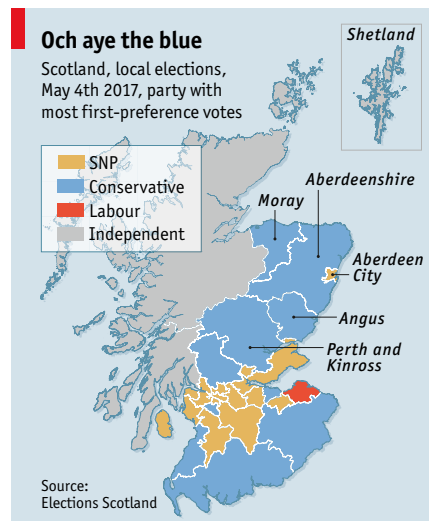 Och aye the blue
Scotland, local elections,
May 4th 2017, party with
most first-preference votes
Shetland
SNP
Conservative
Labour
Independent
Aberdeenshire
Moray
Aberdeen
City
Angus
Perth and
Kinross
Source:
Elections Scotland